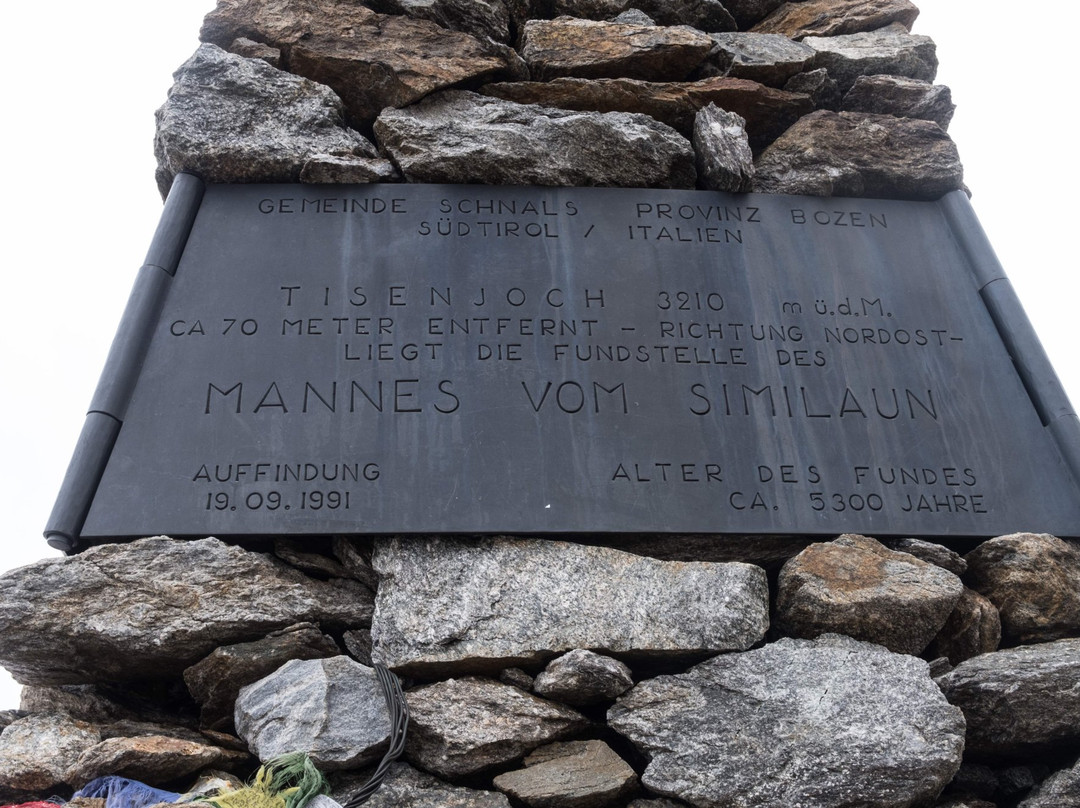 GEMEINDE SCHNALS PROVINZ BOZEN
SÜDTIROL / ITALIEN
TISENJOCH 3210 m ü.d.M.
CA 70 METER ENTFERNT - RICHTUNG NORDOST-
LIEGT DIE FUNDSTELLE DES
MANNES VOM SIMILAUN
AUFFINDUNG
19.09.1991
ALTER DES FUNDES
CA. 5300 JAHRE